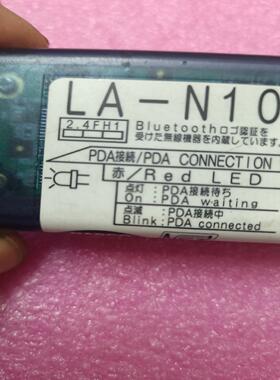 LA-N10
2.4FH1
Bluetoothロゴ認証を
受けた無線機器を内蔵しています。
PDA接続/PDA CONNECTION
赤/Red LED
点灯:PDA接続待ち
On :PDA waiting
点滅 :PDA接続中
Blink:PDA connected